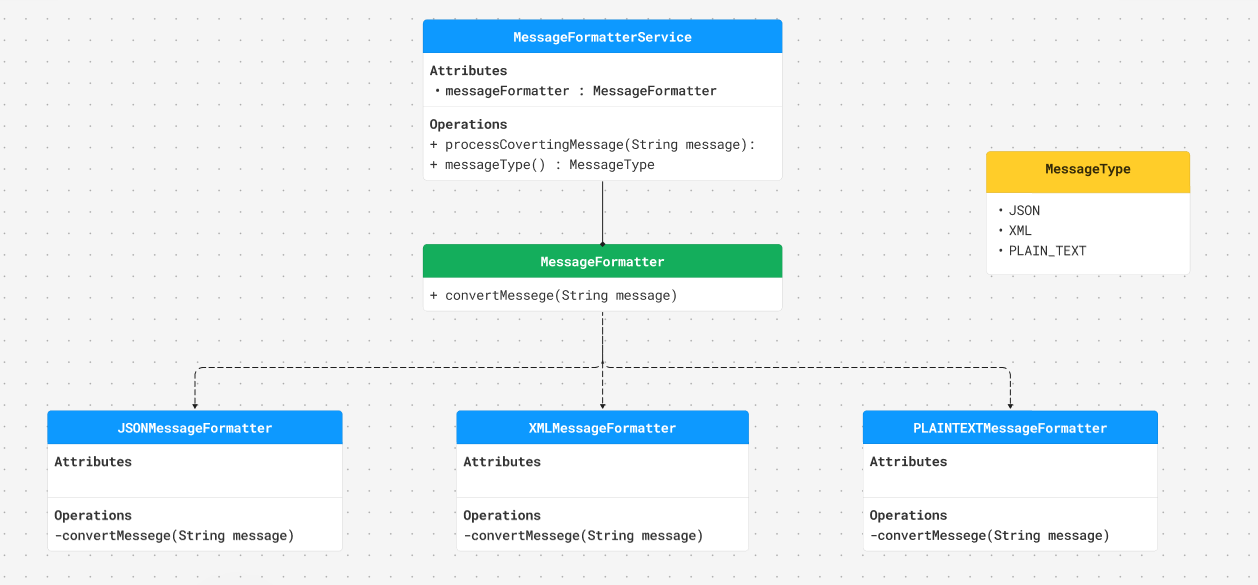 MessageFormatterService
Attributes
• messageFormatter : MessageFormatter
Operations
+ processCovertingMessage(String message):
+ messageType() : MessageType
MessageType
• JSON
• XML
• PLAIN_TEXT
MessageFormatter
+ convertMessege(String message)
JSONMessageFormatter
Attributes
Operations
-convertMessege(String message)
XMLMessageFormatter
Attributes
Operations
-convertMessege(String message)
PLAINTEXTMessageFormatter
Attributes
Operations
-convertMessege(String message)